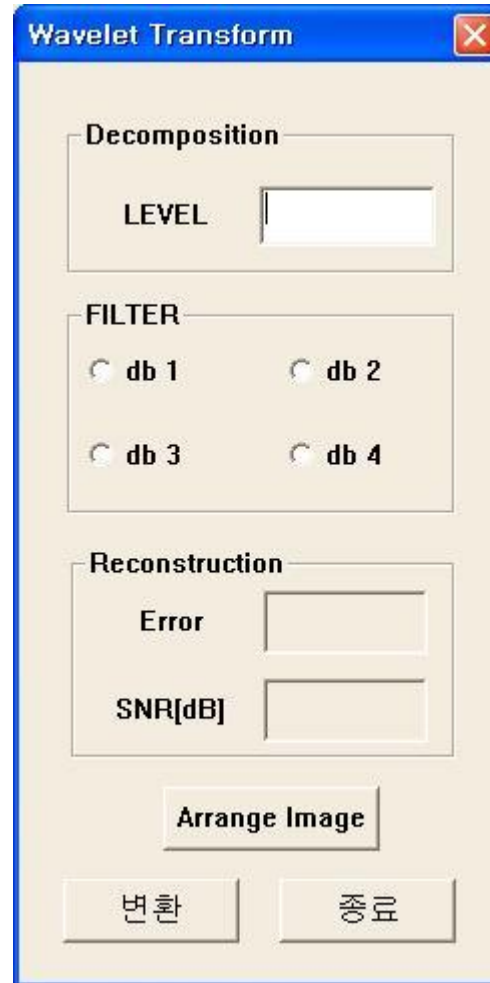 Wavelet Transform
Decomposition
LEVEL
FILTER
db 1
db 2
db 3
db 4
Reconstruction
Error
SNR[dB]
Arrange Image
변환
종료